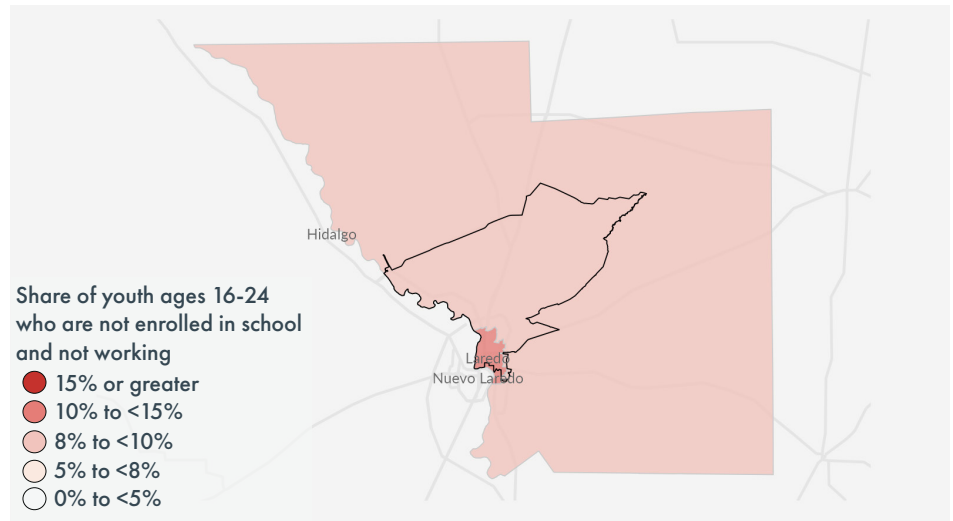 Hidalgo
Share of youth ages 16-24
who are not enrolled in school
and not working
15% or greater
10% to <15%
8% to <10%
5% to <8%
0% to <5%
Laredo
Nuevo Laredo